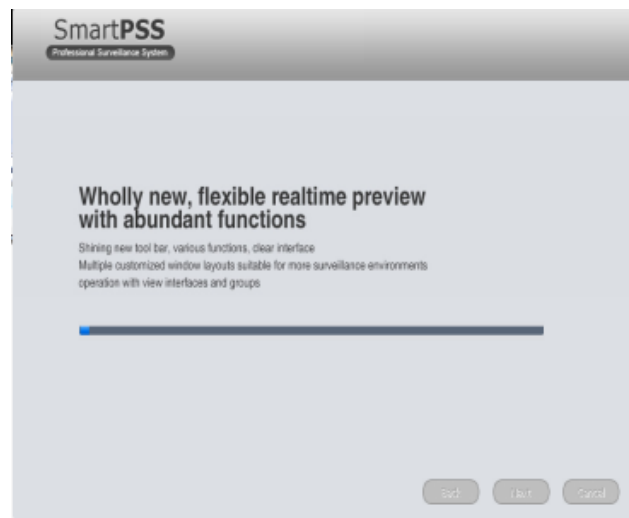 SmartPSS
Professional Surveillance System
Wholly new, flexible realtime preview
with abundant functions
Shining new tool bar, various functions, clear interface
Multiple customized window layouts suitable for more surveillance environments
operation with view interfaces and groups
Back
Next
Cancel